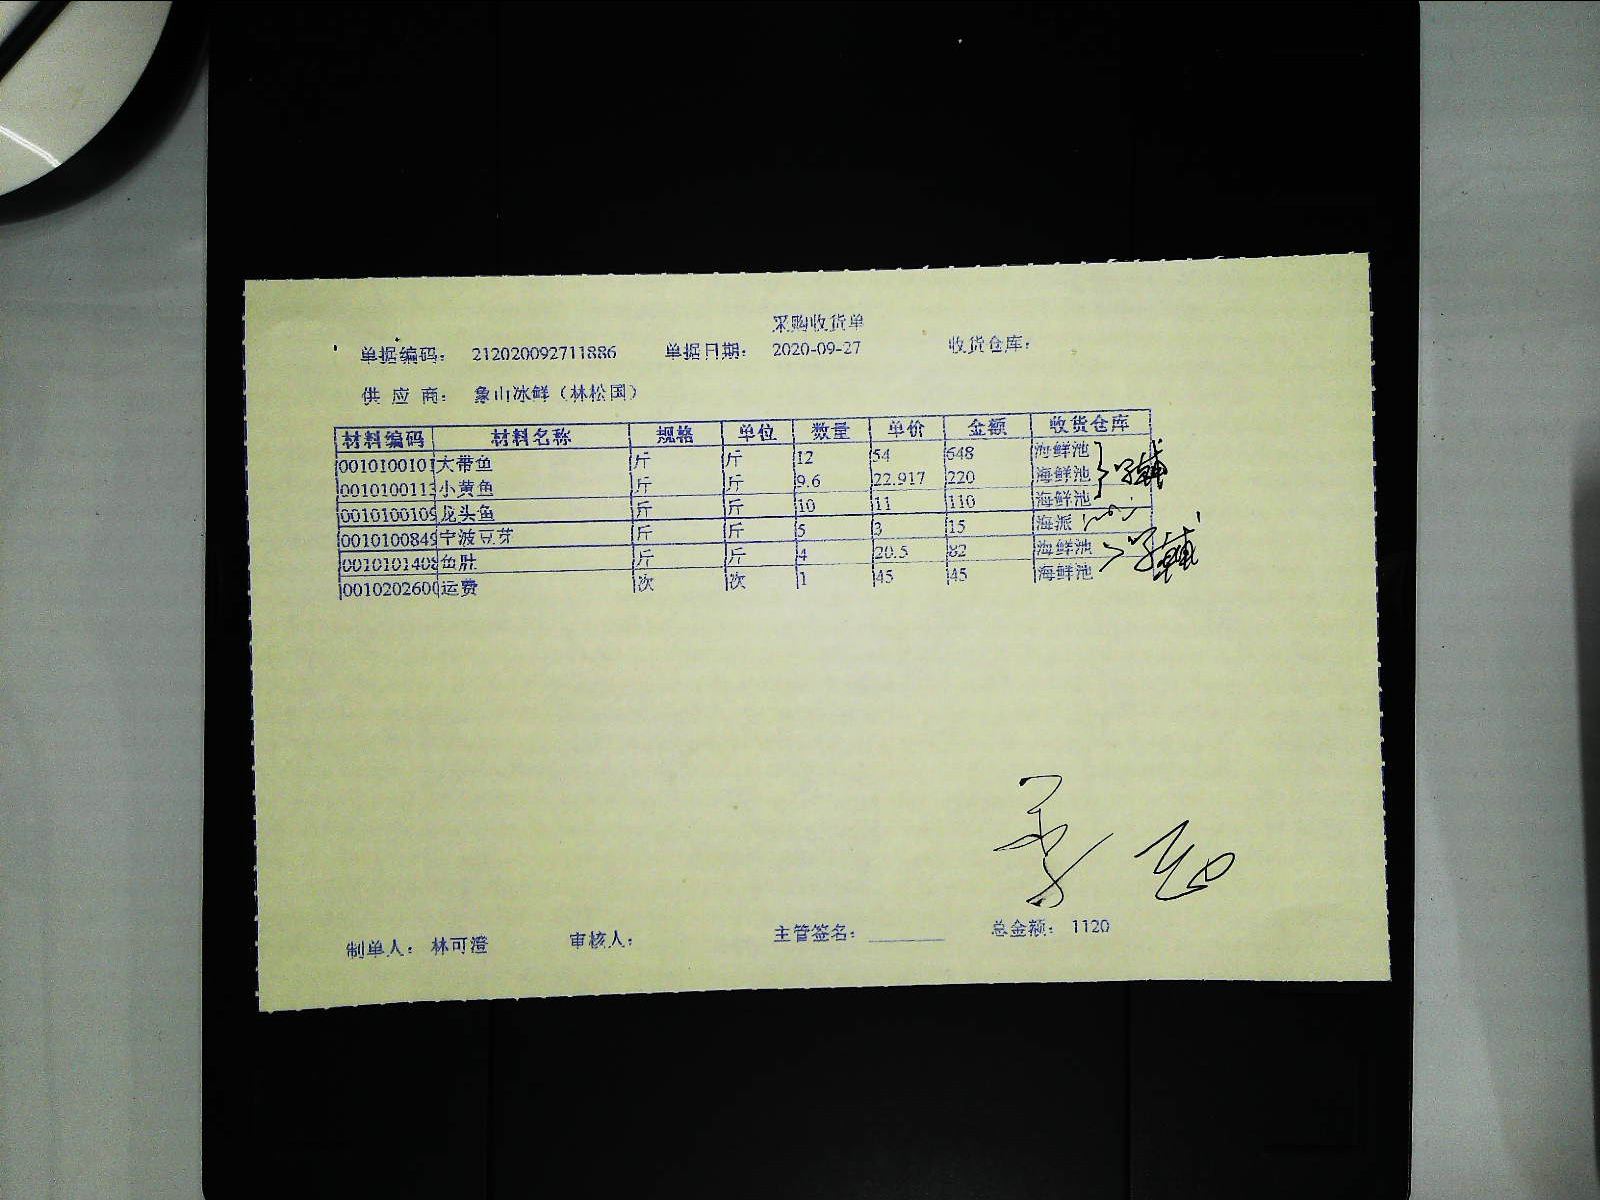 采购收货单
单据编码： 212020092711886 单据日期： 2020-09-27 收货仓库：
供 应 商： 象山冰鲜（林松国）
材料编码 材料名称 规格 单位 数量 单价 金额 收货仓库
0010100101 大带鱼 斤 斤 12 54 648 海鲜池
0010100113 小黄鱼 斤 斤 9.6 22.917 220 海鲜池
0010100109 龙头鱼 斤 斤 10 11 110 海鲜池
0010100849 宁波豆芽 斤 斤 5 3 15 海派
0010101408 鱼肚 斤 斤 4 20.5 82 海鲜池
0010202600 运费 次 次 1 45 45 海鲜池
制单人： 林可澄 审核人： 主管签名： 总金额： 1120